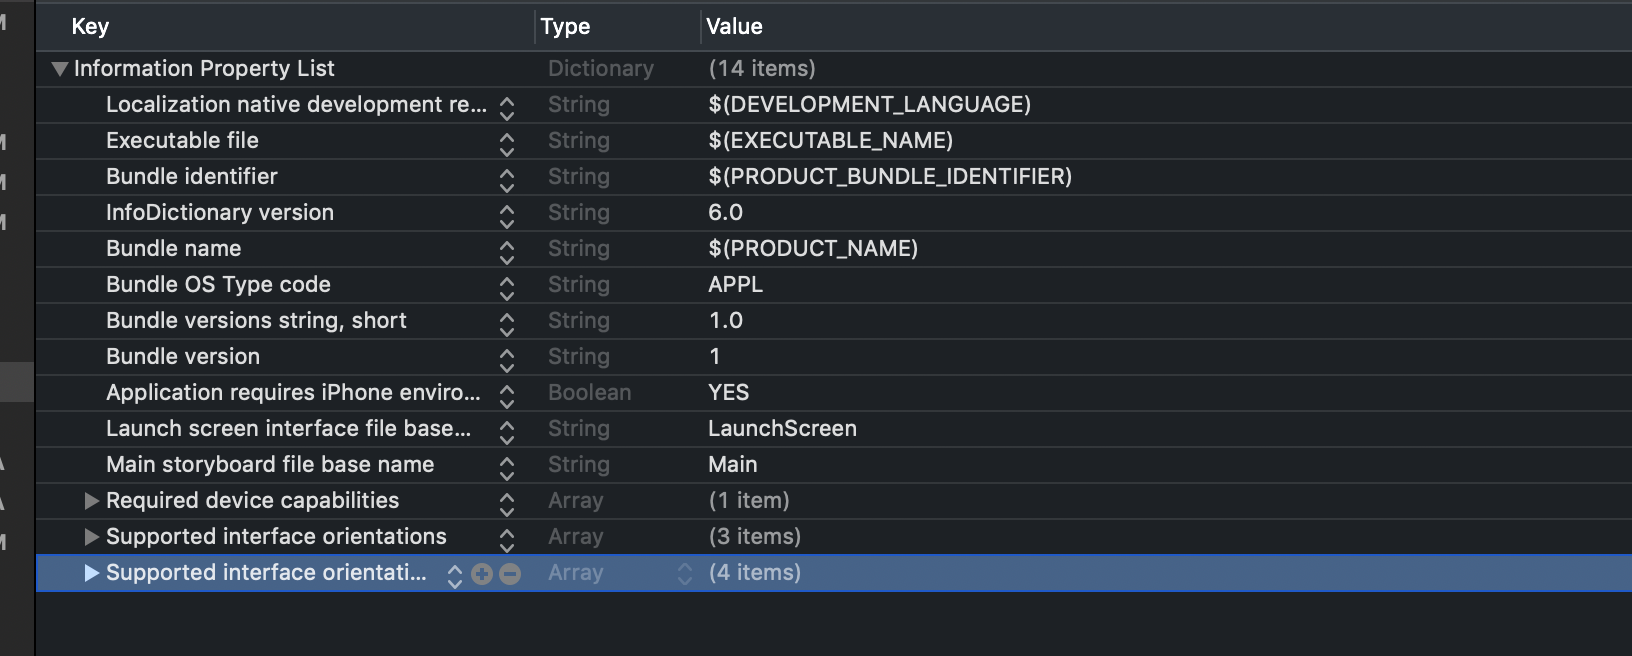 Key Type Value
Information Property List Dictionary (14 items)
Localization native development re... String $(DEVELOPMENT_LANGUAGE)
Executable file String $(EXECUTABLE_NAME)
Bundle identifier String $(PRODUCT_BUNDLE_IDENTIFIER)
InfoDictionary version String 6.0
Bundle name String $(PRODUCT_NAME)
Bundle OS Type code String APPL
Bundle versions string, short String 1.0
Bundle version String 1
Application requires iPhone enviro... Boolean YES
Launch screen interface file base... String LaunchScreen
Main storyboard file base name String Main
Required device capabilities Array (1 item)
Supported interface orientations Array (3 items)
Supported interface orientati... Array (4 items)